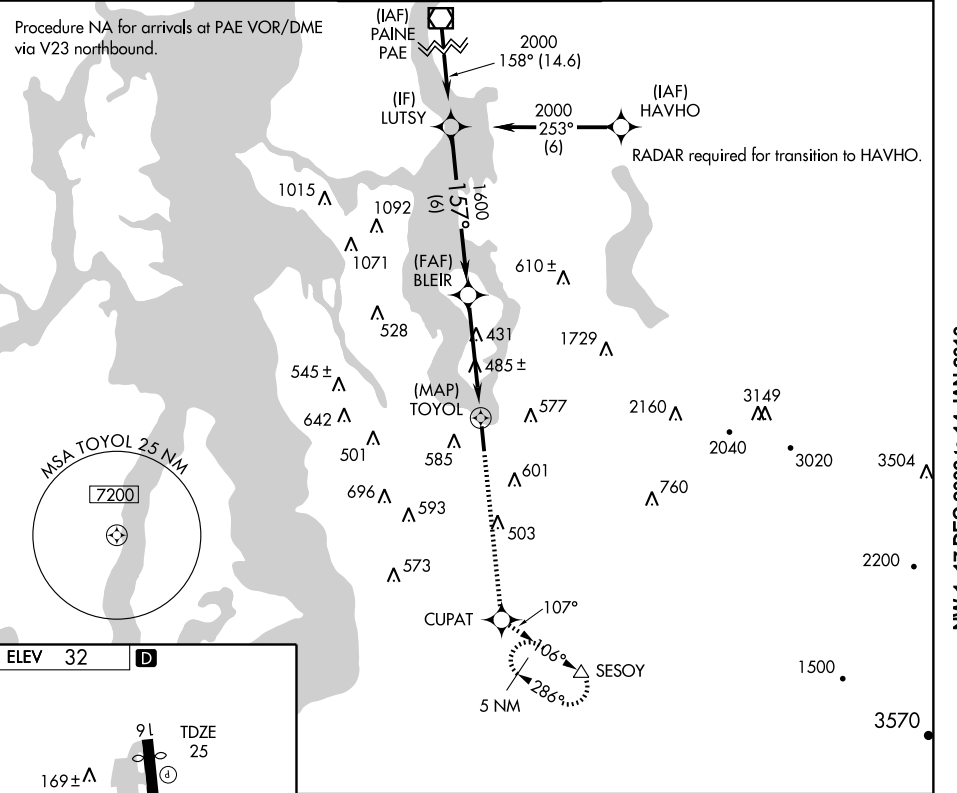 Procedure NA for arrivals at PAE VOR/DME
via V23 northbound.
(IAF)
PAINE
PAE
2000
158° (14.6)
(IF)
LUTSY
2000
253°
(6)
(IAF)
HAVHO
RADAR required for transition to HAVHO.
1015
1092
1071
1600
157°
(6)
(FAF)
BLEIR
610 ±
528
431
1729
485 ±
545 ±
(MAP)
TOYOL
642
577
2160
3149
501
585
2040
3020
3504
MSA TOYOL 25 NM
7200
696
593
601
760
503
573
2200
CUPAT
107°
106°
SESOY
286°
5 NM
1500
3570
ELEV 32 D
16
TDZE
25
169 ±
P